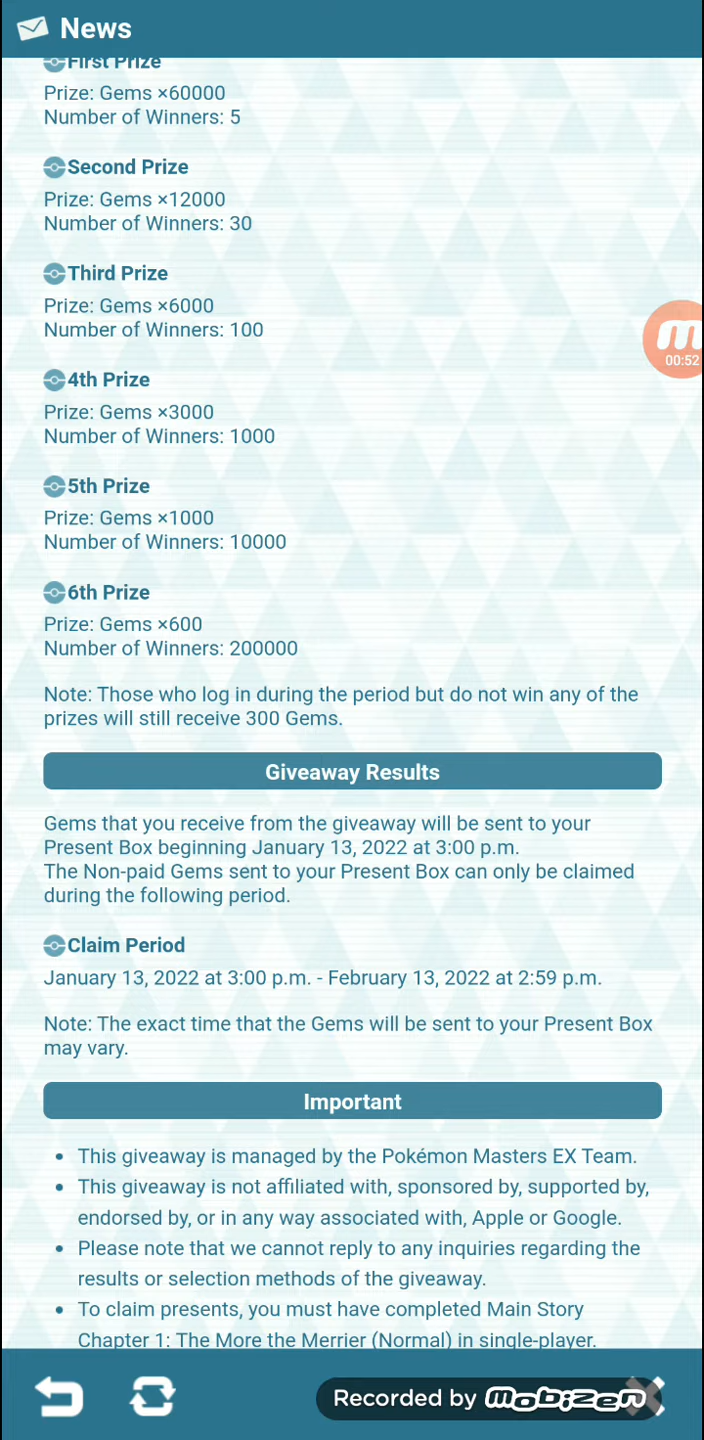 News
First Prize
Prize: Gems ×60000
Number of Winners: 5
Second Prize
Prize: Gems ×12000
Number of Winners: 30
Third Prize
Prize: Gems ×6000
Number of Winners: 100
m
00:52
4th Prize
Prize: Gems ×3000
Number of Winners: 1000
5th Prize
Prize: Gems ×1000
Number of Winners: 10000
6th Prize
Prize: Gems ×600
Number of Winners: 200000
Note: Those who log in during the period but do not win any of the
prizes will still receive 300 Gems.
Giveaway Results
Gems that you receive from the giveaway will be sent to your
Present Box beginning January 13, 2022 at 3:00 p.m.
The Non-paid Gems sent to your Present Box can only be claimed
during the following period.
Claim Period
January 13, 2022 at 3:00 p.m. - February 13, 2022 at 2:59 p.m.
Note: The exact time that the Gems will be sent to your Present Box
may vary.
Important
• This giveaway is managed by the Pokémon Masters EX Team.
• This giveaway is not affiliated with, sponsored by, supported by,
endorsed by, or in any way associated with, Apple or Google.
• Please note that we cannot reply to any inquiries regarding the
results or selection methods of the giveaway.
• To claim presents, you must have completed Main Story
Chapter 1: The More the Merrier (Normal) in single-player.
Recorded by mobizen